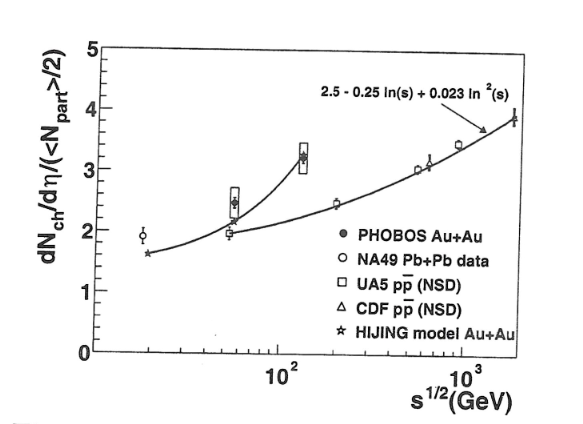 5
4
3
2
1
0
dN_ch/dη/(<N_part>/2)
2.5 - 0.25 ln(s) + 0.023 ln ²(s)
PHOBOS Au+Au
NA49 Pb+Pb data
UA5 pp̅ (NSD)
CDF pp̅ (NSD)
HIJING model Au+Au
10²
10³
s^1/2(GeV)